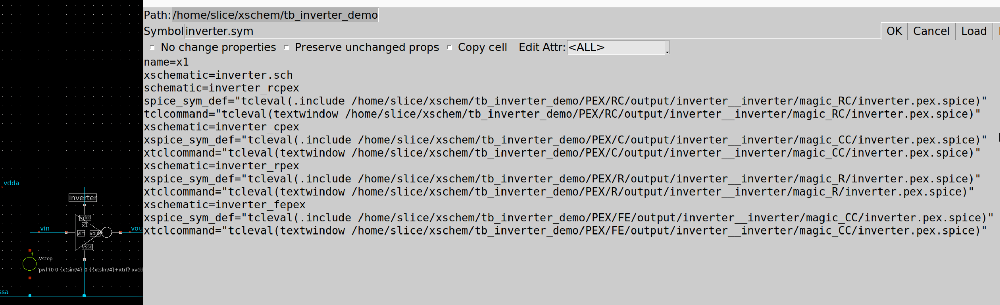 Path: /home/slice/xschem/tb_inverter_demo
Symbol inverter.sym OK Cancel Load
No change properties Preserve unchanged props Copy cell Edit Attr: <ALL>
name=x1
xschematic=inverter.sch
schematic=inverter_rcpex
spice_sym_def="tcleval(.include /home/slice/xschem/tb_inverter_demo/PEX/RC/output/inverter__inverter/magic_RC/inverter.pex.spice)"
tclcommand="tcleval(textwindow /home/slice/xschem/tb_inverter_demo/PEX/RC/output/inverter__inverter/magic_RC/inverter.pex.spice)"
xschematic=inverter_cpex
xspice_sym_def="tcleval(.include /home/slice/xschem/tb_inverter_demo/PEX/C/output/inverter__inverter/magic_CC/inverter.pex.spice)"
xtclcommand="tcleval(textwindow /home/slice/xschem/tb_inverter_demo/PEX/C/output/inverter__inverter/magic_CC/inverter.pex.spice)"
xschematic=inverter_rpex
xspice_sym_def="tcleval(.include /home/slice/xschem/tb_inverter_demo/PEX/R/output/inverter__inverter/magic_R/inverter.pex.spice)"
xtclcommand="tcleval(textwindow /home/slice/xschem/tb_inverter_demo/PEX/R/output/inverter__inverter/magic_R/inverter.pex.spice)"
xschematic=inverter_fepex
xspice_sym_def="tcleval(.include /home/slice/xschem/tb_inverter_demo/PEX/FE/output/inverter__inverter/magic_CC/inverter.pex.spice)"
xtclcommand="tcleval(textwindow /home/slice/xschem/tb_inverter_demo/PEX/FE/output/inverter__inverter/magic_CC/inverter.pex.spice)"
vdda
inverter
vddd
x1
vin
vin vout
vou
vssd
+
Vstep
pwl (0 0 {xtsim/4} 0 {{xtsim/4}+xtrf} xvdd
ssa